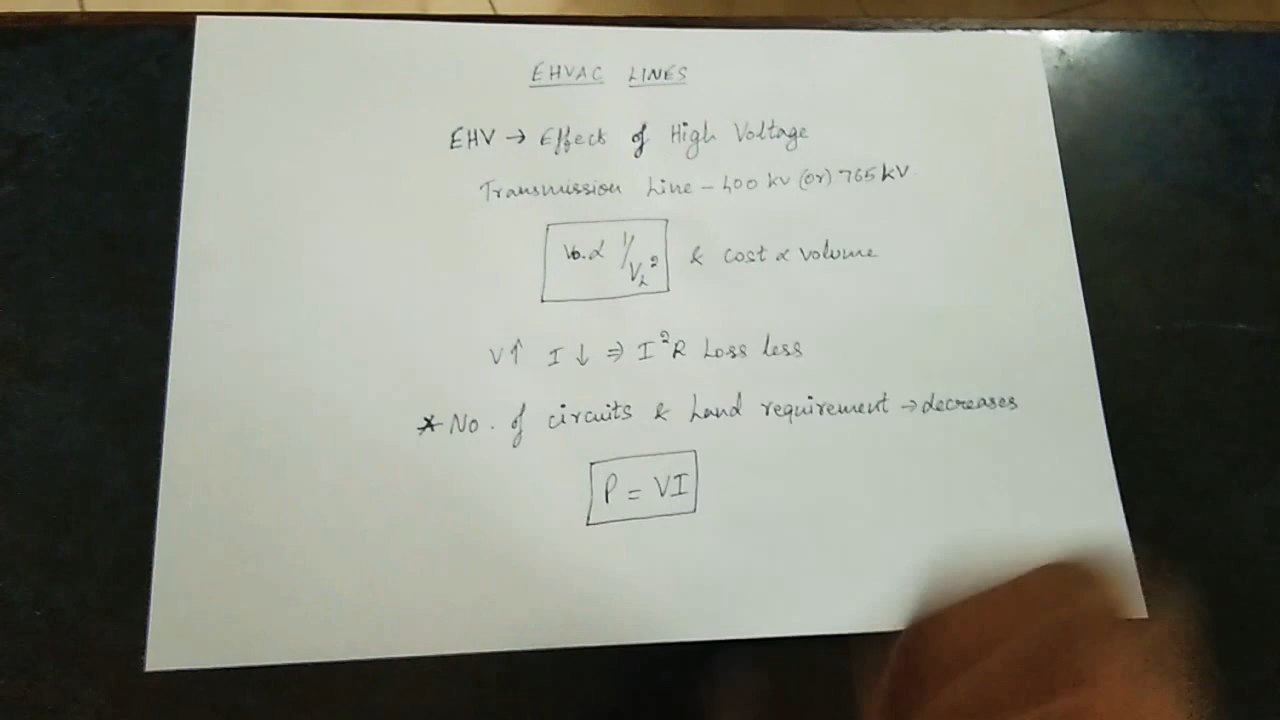 EHVAC LINES
EHV → Effect of High Voltage
Transmission Line - 400 kV (or) 765 kV
Vo. ∝ 1/V_L² & cost ∝ volume
V↑ I↓ ⇒ I²R Loss less
* No. of circuits & Land requirement → decreases
P = VI